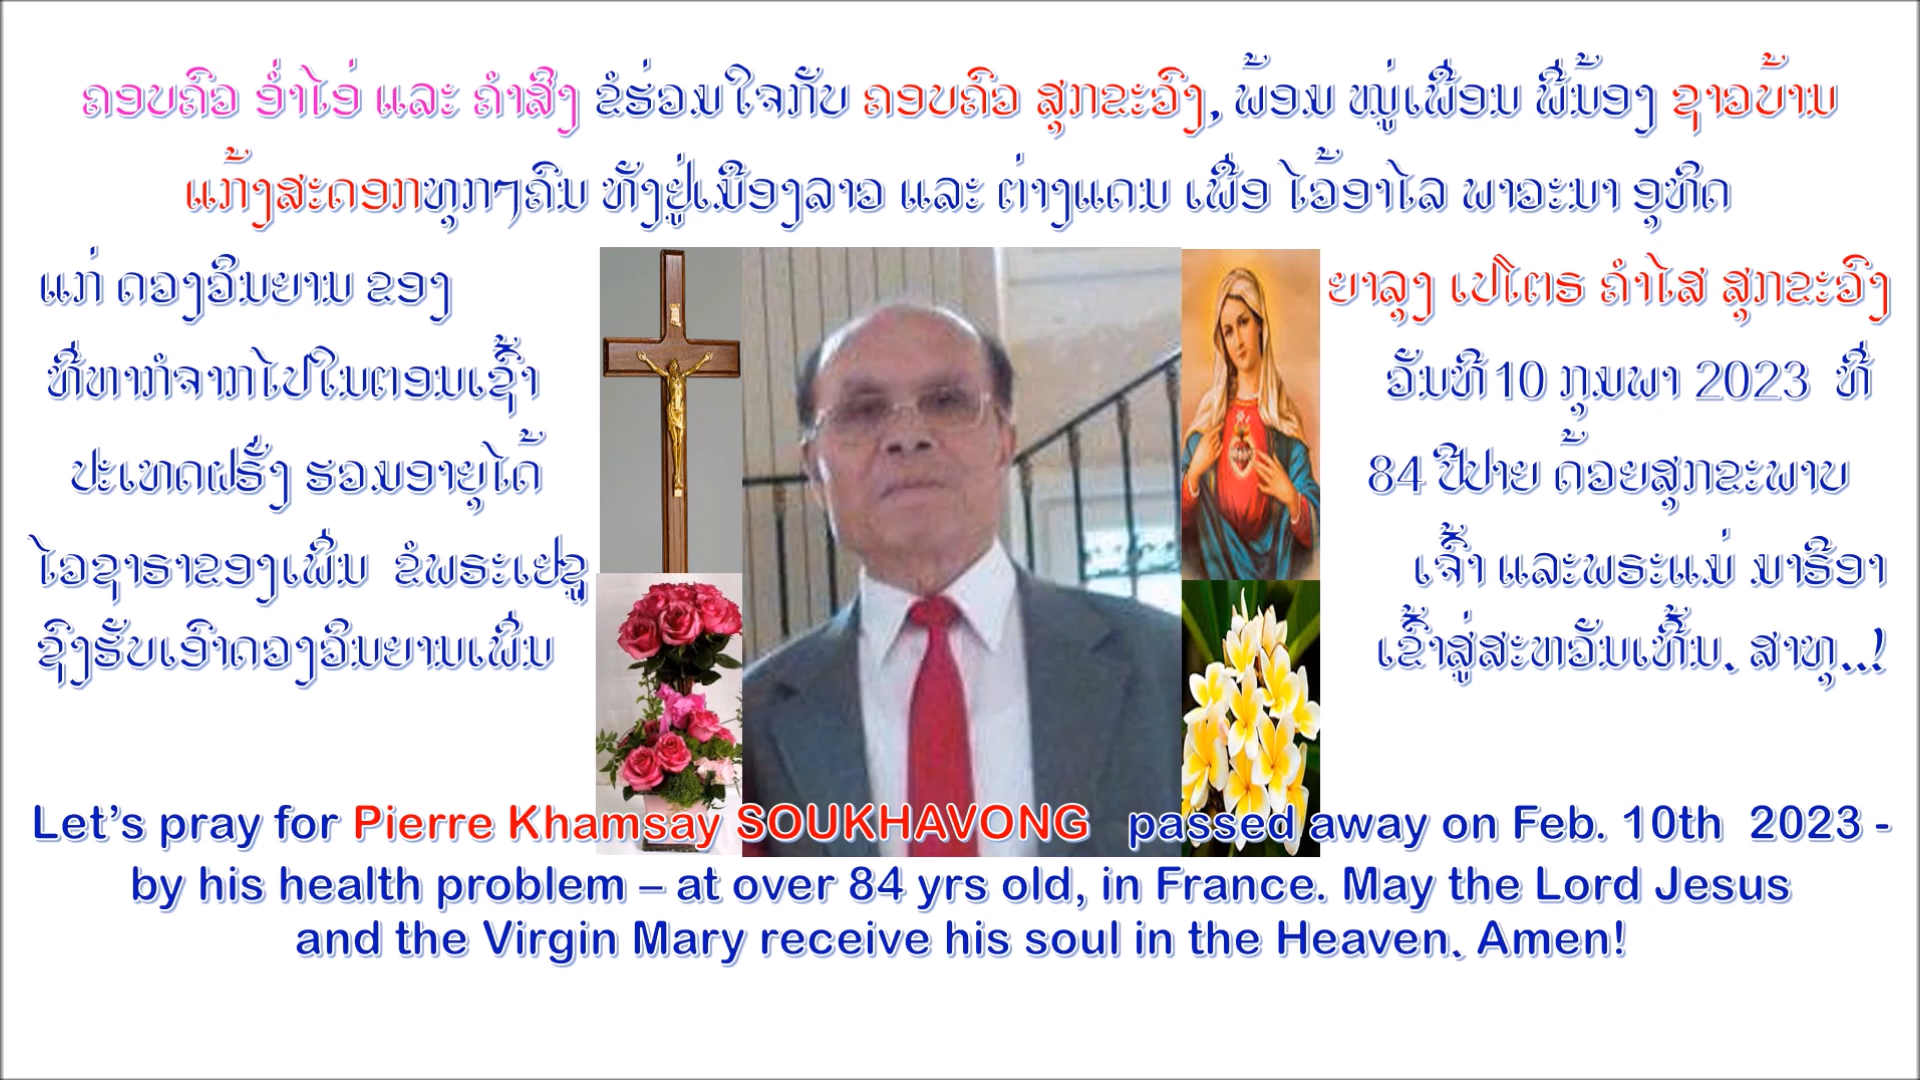 ຄອບຄົວ ອ່ຳໄອ່ ແລະ ຄຳສິງ ຂໍຮ່ວມໃຈກັບ ຄອບຄົວ ສຸກຂະວົງ, ພ້ອມ ໝູ່ເພື່ອນ ພີ່ນ້ອງ ຊາວບ້ານ
ແກ້ງສະດອກທຸກໆຄົນ ທັງຢູ່ເມືອງລາວ ແລະ ຕ່າງແດນ ເພື່ອ ໄວ້ອາໄລ ພາວະນາ ອຸທິດ
ແກ່ ດວງວິນຍານ ຂອງ ຍາລຸງ ເປໂຕຣ ຄຳໄສ ສຸກຂະວົງ
ທີ່ຫາກໍຈາກໄປໃນຕອນເຊົ້າ ວັນທີ10 ກຸມພາ 2023 ທີ່
ປະເທດຝຣັ່ງ ຮວມອາຍຸໄດ້ 84 ປີປາຍ ດ້ວຍສຸກຂະພາບ
ໄວຊາຣາຂອງເພິ່ນ ຂໍພຣະເຢຊູ ເຈົ້າ ແລະພຣະແມ່ ມາຣີອາ
ຊົງຮັບເອົາດວງວິນຍານເພິ່ນ ເຂົ້າສູ່ສະຫວັນເທີ້ນ. ສາທຸ..!
Let's pray for Pierre Khamsay SOUKHAVONG passed away on Feb. 10th 2023 -
by his health problem – at over 84 yrs old, in France. May the Lord Jesus
and the Virgin Mary receive his soul in the Heaven. Amen!